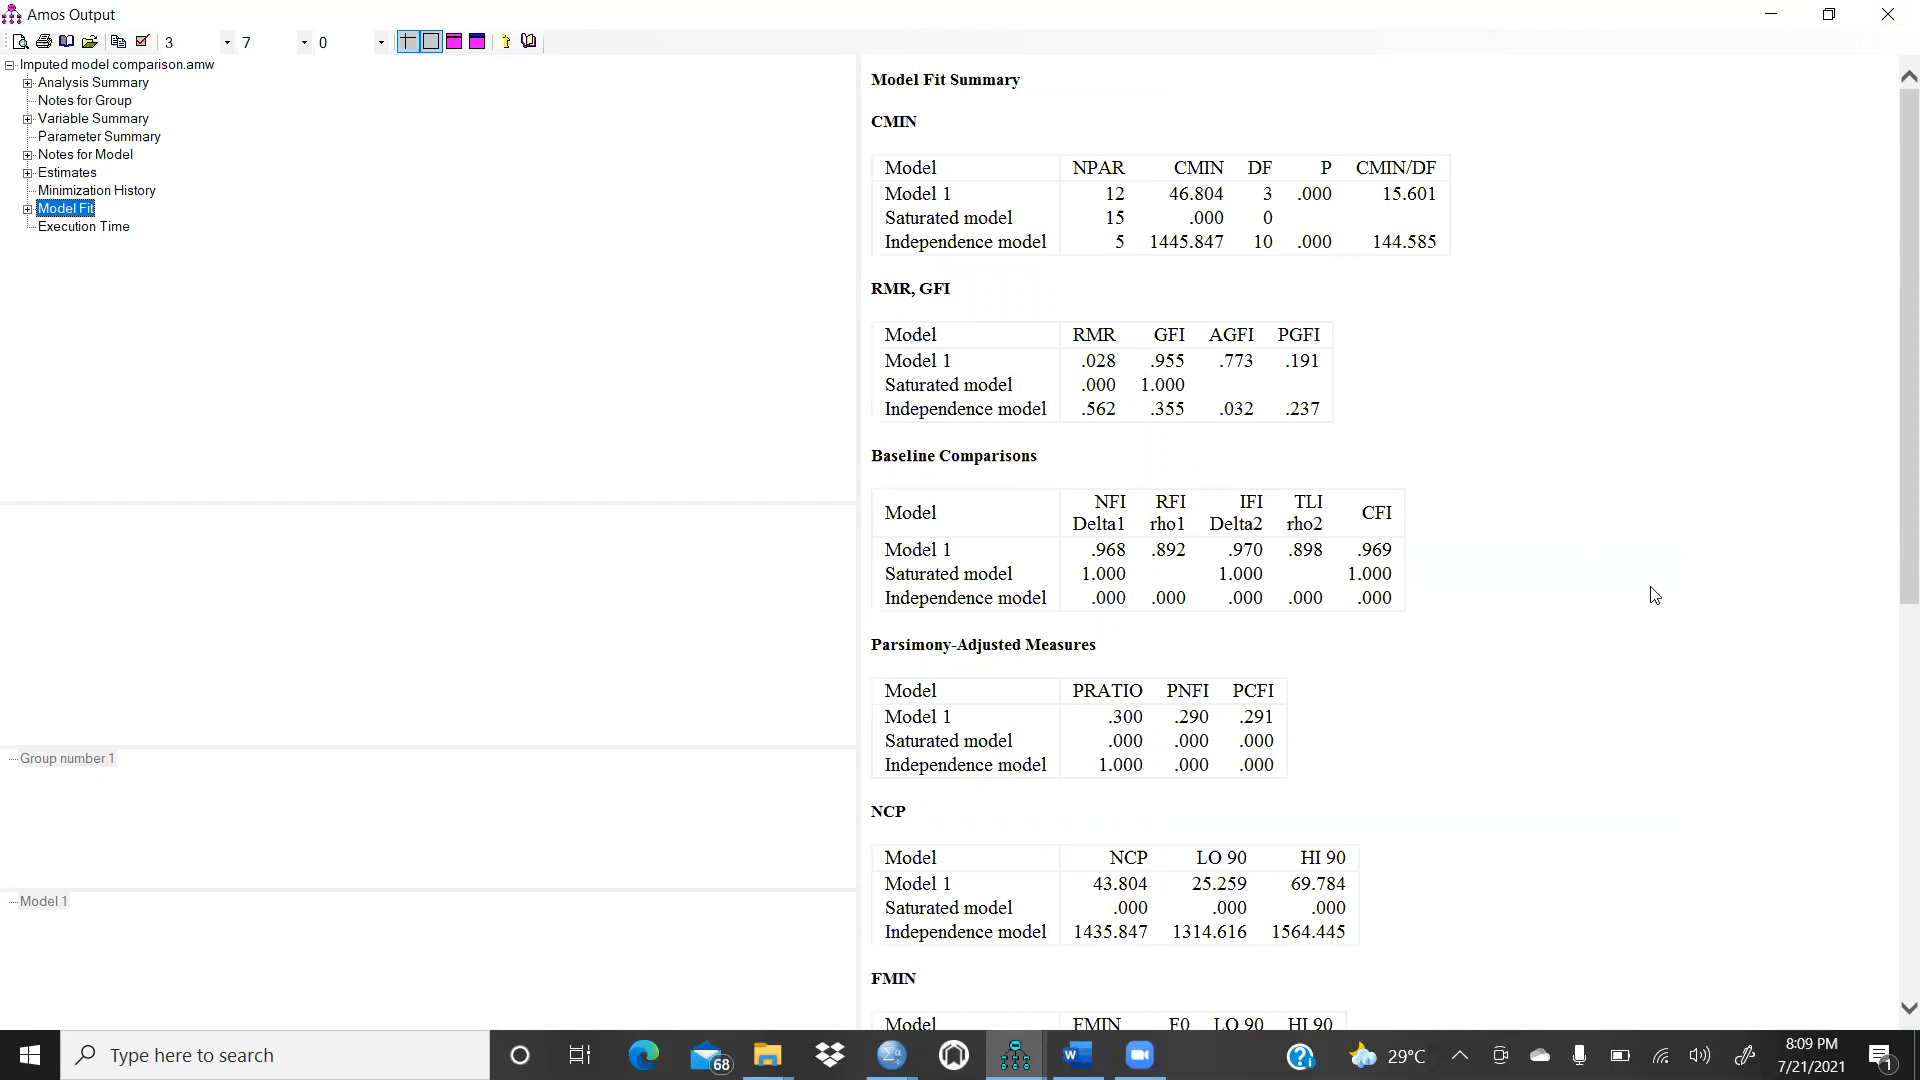 Amos Output
3 7 0
Imputed model comparison.amw
Analysis Summary
Notes for Group
Variable Summary
Parameter Summary
Notes for Model
Estimates
Minimization History
Model Fit
Execution Time
Group number 1
Model 1
Model Fit Summary
CMIN
Model NPAR CMIN DF P CMIN/DF
Model 1 12 46.804 3 .000 15.601
Saturated model 15 .000 0
Independence model 5 1445.847 10 .000 144.585
RMR, GFI
Model RMR GFI AGFI PGFI
Model 1 .028 .955 .773 .191
Saturated model .000 1.000
Independence model .562 .355 .032 .237
Baseline Comparisons
Model NFI Delta1 RFI rho1 IFI Delta2 TLI rho2 CFI
Model 1 .968 .892 .970 .898 .969
Saturated model 1.000 1.000 1.000
Independence model .000 .000 .000 .000 .000
Parsimony-Adjusted Measures
Model PRATIO PNFI PCFI
Model 1 .300 .290 .291
Saturated model .000 .000 .000
Independence model 1.000 .000 .000
NCP
Model NCP LO 90 HI 90
Model 1 43.804 25.259 69.784
Saturated model .000 .000 .000
Independence model 1435.847 1314.616 1564.445
FMIN
Model FMIN F0 LO 90 HI 90
Type here to search
68
29°C
8:09 PM
7/21/2021
1